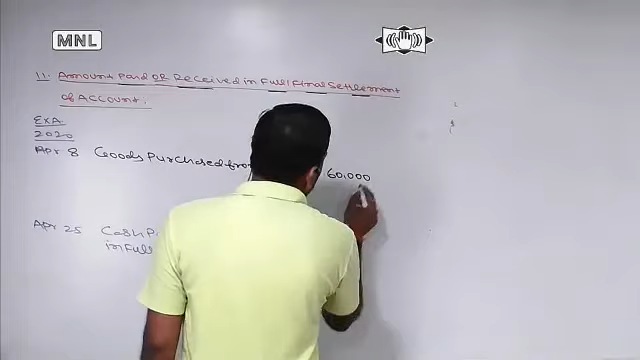 MNL
11. Amount Paid OR Received in Full Final Settlement
of Account.
EXA.
2020
Apr 8 Goods Purchased from 60,000
Apr 25 Cash
in Full